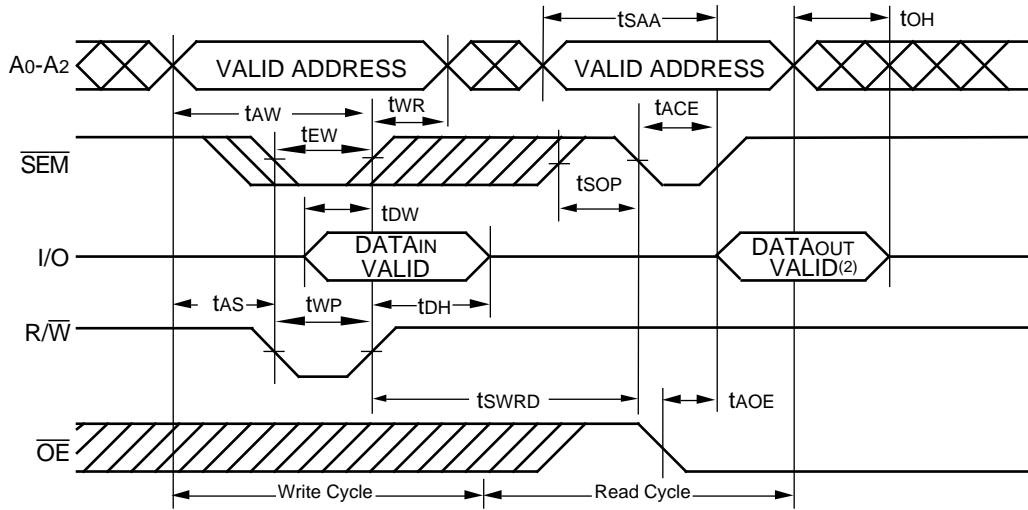 tSAA
tOH
A0-A2
VALID ADDRESS
VALID ADDRESS
tAW
tWR
tACE
tEW
SEM
tSOP
tDW
I/O
DATAIN
VALID
DATAOUT
VALID(2)
tAS
tWP
tDH
R/W
tSWRD
tAOE
OE
Write Cycle
Read Cycle